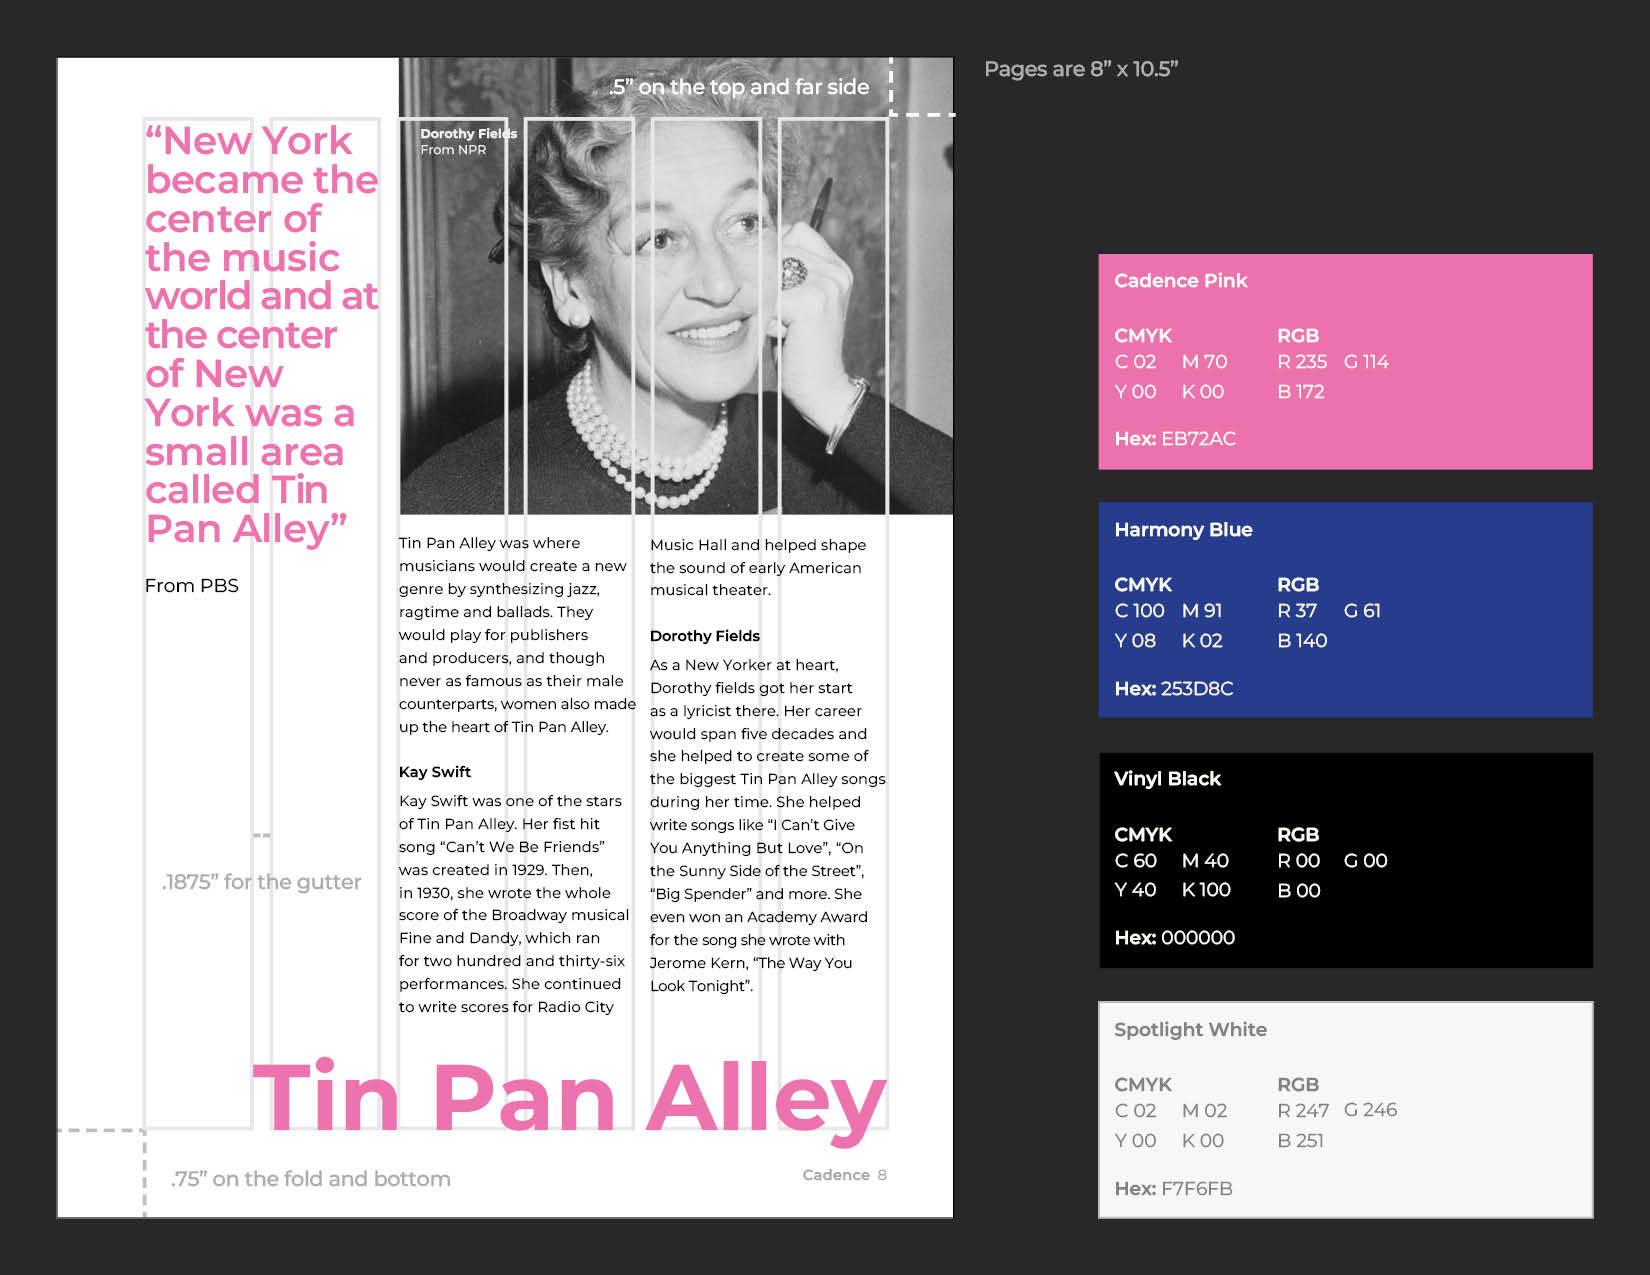 Pages are 8” x 10.5”
.5” on the top and far side
Dorothy Fields
From NPR
“New York
became the
center of
the music
world and at
the center
of New
York was a
small area
called Tin
Pan Alley”
From PBS
Tin Pan Alley was where
musicians would create a new
genre by synthesizing jazz,
ragtime and ballads. They
would play for publishers
and producers, and though
never as famous as their male
counterparts, women also made
up the heart of Tin Pan Alley.
Kay Swift
Kay Swift was one of the stars
of Tin Pan Alley. Her fist hit
song “Can’t We Be Friends”
was created in 1929. Then,
in 1930, she wrote the whole
score of the Broadway musical
Fine and Dandy, which ran
for two hundred and thirty-six
performances. She continued
to write scores for Radio City
Music Hall and helped shape
the sound of early American
musical theater.
Dorothy Fields
As a New Yorker at heart,
Dorothy fields got her start
as a lyricist there. Her career
would span five decades and
she helped to create some of
the biggest Tin Pan Alley songs
during her time. She helped
write songs like “I Can’t Give
You Anything But Love”, “On
the Sunny Side of the Street”,
“Big Spender” and more. She
even won an Academy Award
for the song she wrote with
Jerome Kern, “The Way You
Look Tonight”.
.1875” for the gutter
Tin Pan Alley
.75” on the fold and bottom
Cadence 8
Cadence Pink
CMYK RGB
C 02 M 70 R 235 G 114
Y 00 K 00 B 172
Hex: EB72AC
Harmony Blue
CMYK RGB
C 100 M 91 R 37 G 61
Y 08 K 02 B 140
Hex: 253D8C
Vinyl Black
CMYK RGB
C 60 M 40 R 00 G 00
Y 40 K 100 B 00
Hex: 000000
Spotlight White
CMYK RGB
C 02 M 02 R 247 G 246
Y 00 K 00 B 251
Hex: F7F6FB